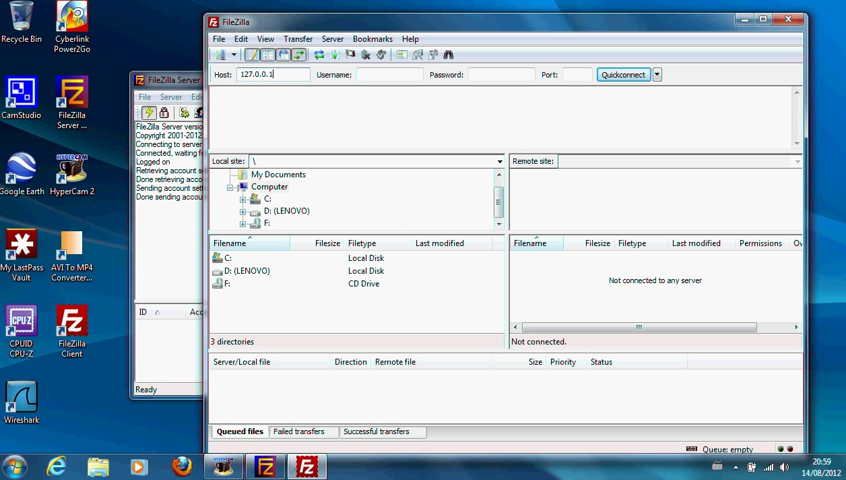 Recycle Bin
Cyberlink
Power2Go
CamStudio
FileZilla
Server ...
Google Earth
HyperCam 2
My LastPass
Vault
AVI To MP4
Converter...
CPUID
CPU-Z
FileZilla
Client
Wireshark
FileZilla Server
File Server Edi
FileZilla Server versio
Copyright 2001-2012
Connecting to server
Connected, waiting f
Logged on
Retrieving account se
Done retrieving acco
Sending account sett
Done sending accou
ID Acco
Ready
FileZilla
File Edit View Transfer Server Bookmarks Help
Host: 127.0.0.1 Username: Password: Port: Quickconnect
Local site: \
Remote site:
My Documents
Computer
C:
D: (LENOVO)
F:
Filename Filesize Filetype Last modified
C: Local Disk
D: (LENOVO) Local Disk
F: CD Drive
3 directories
Filename Filesize Filetype Last modified Permissions Ow
Not connected to any server
Not connected.
Server/Local file Direction Remote file Size Priority Status
Queued files Failed transfers Successful transfers
Queue: empty
20:59
14/08/2012